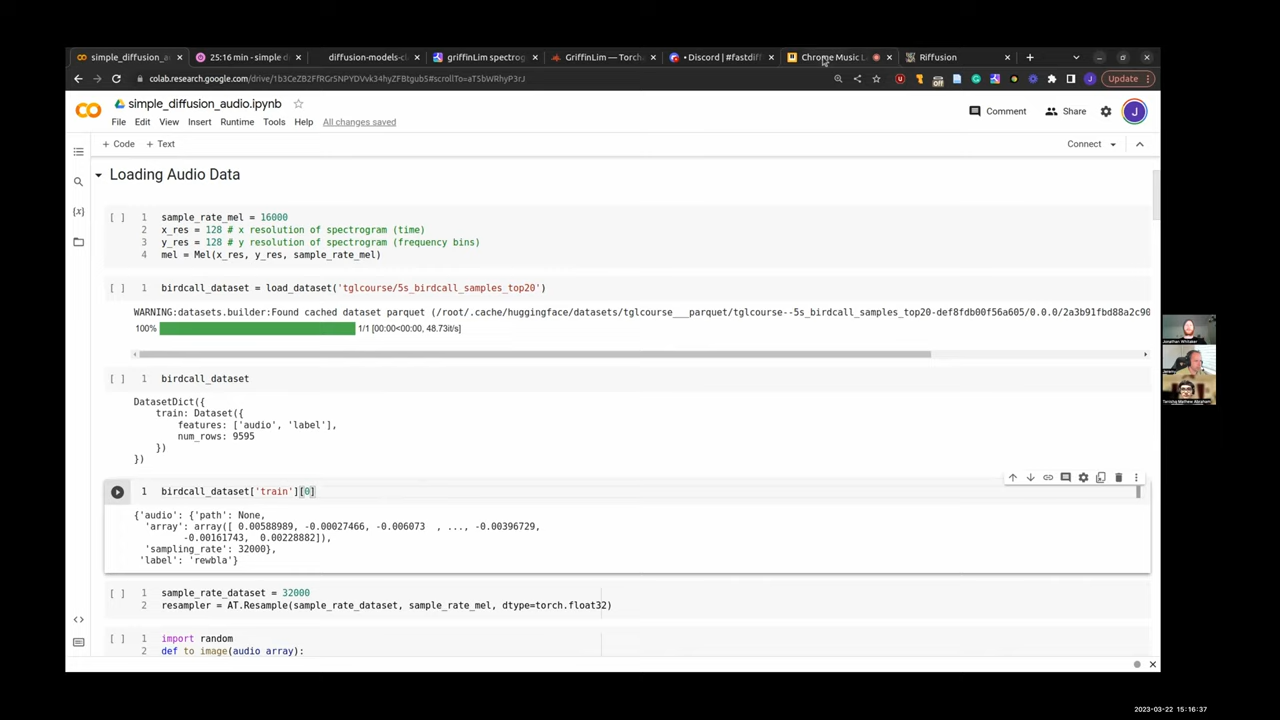 simple_diffusion_a
25:16 min - simple d
diffusion-models-c
griffinLim spectrog
GriffinLim — Torch
• Discord | #fastdiff
Chrome Music L
Riffusion
colab.research.google.com/drive/1b3CeZB2FfRGrSNPYDVvk34hyZFBtgub5#scrollTo=aT5bWRhyP3rJ
Update
simple_diffusion_audio.ipynb
Comment
Share
J
File Edit View Insert Runtime Tools Help All changes saved
+ Code + Text
Connect
Loading Audio Data
[ ] 1 sample_rate_mel = 16000
2 x_res = 128 # x resolution of spectrogram (time)
3 y_res = 128 # y resolution of spectrogram (frequency bins)
4 mel = Mel(x_res, y_res, sample_rate_mel)
[ ] 1 birdcall_dataset = load_dataset('tglcourse/5s_birdcall_samples_top20')
WARNING:datasets.builder:Found cached dataset parquet (/root/.cache/huggingface/datasets/tglcourse___parquet/tglcourse--5s_birdcall_samples_top20-def8fdb00f56a605/0.0.0/2a3b91fbd88a2c90
100% 1/1 [00:00<00:00, 48.73it/s]
[ ] 1 birdcall_dataset
DatasetDict({
train: Dataset({
features: ['audio', 'label'],
num_rows: 9595
})
})
1 birdcall_dataset['train'][0]
{'audio': {'path': None,
'array': array([ 0.00588989, -0.00027466, -0.006073 , ..., -0.00396729,
-0.00161743, 0.00228882]),
'sampling_rate': 32000},
'label': 'rewbla'}
[ ] 1 sample_rate_dataset = 32000
2 resampler = AT.Resample(sample_rate_dataset, sample_rate_mel, dtype=torch.float32)
[ ] 1 import random
2 def to_image(audio_array):
Jonathan Whitaker
Jeremy
Tanishq Mathew Abraham
2023-03-22 15:16:37